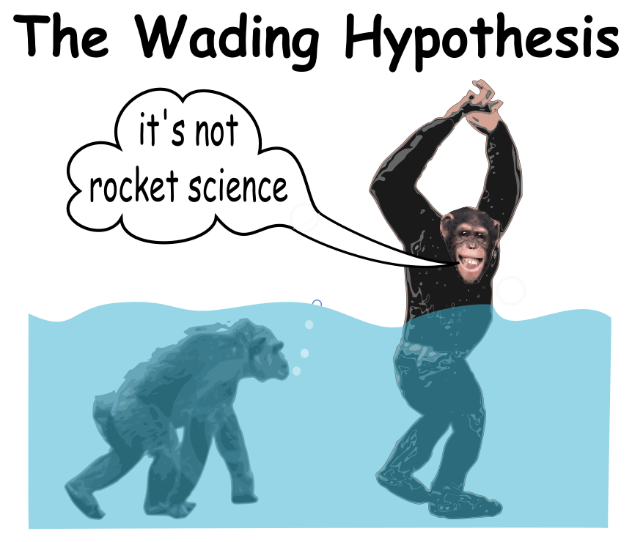 The Wading Hypothesis
it's not
rocket science